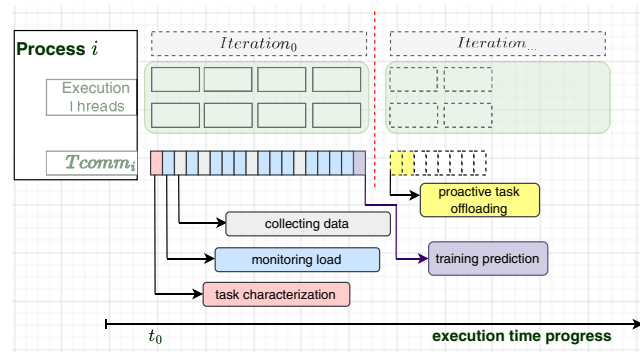 Process i
Iteration₀
Iteration...
Execution
Threads
Tcommᵢ
proactive task
offloading
collecting data
monitoring load
training prediction
task characterization
t₀
execution time progress